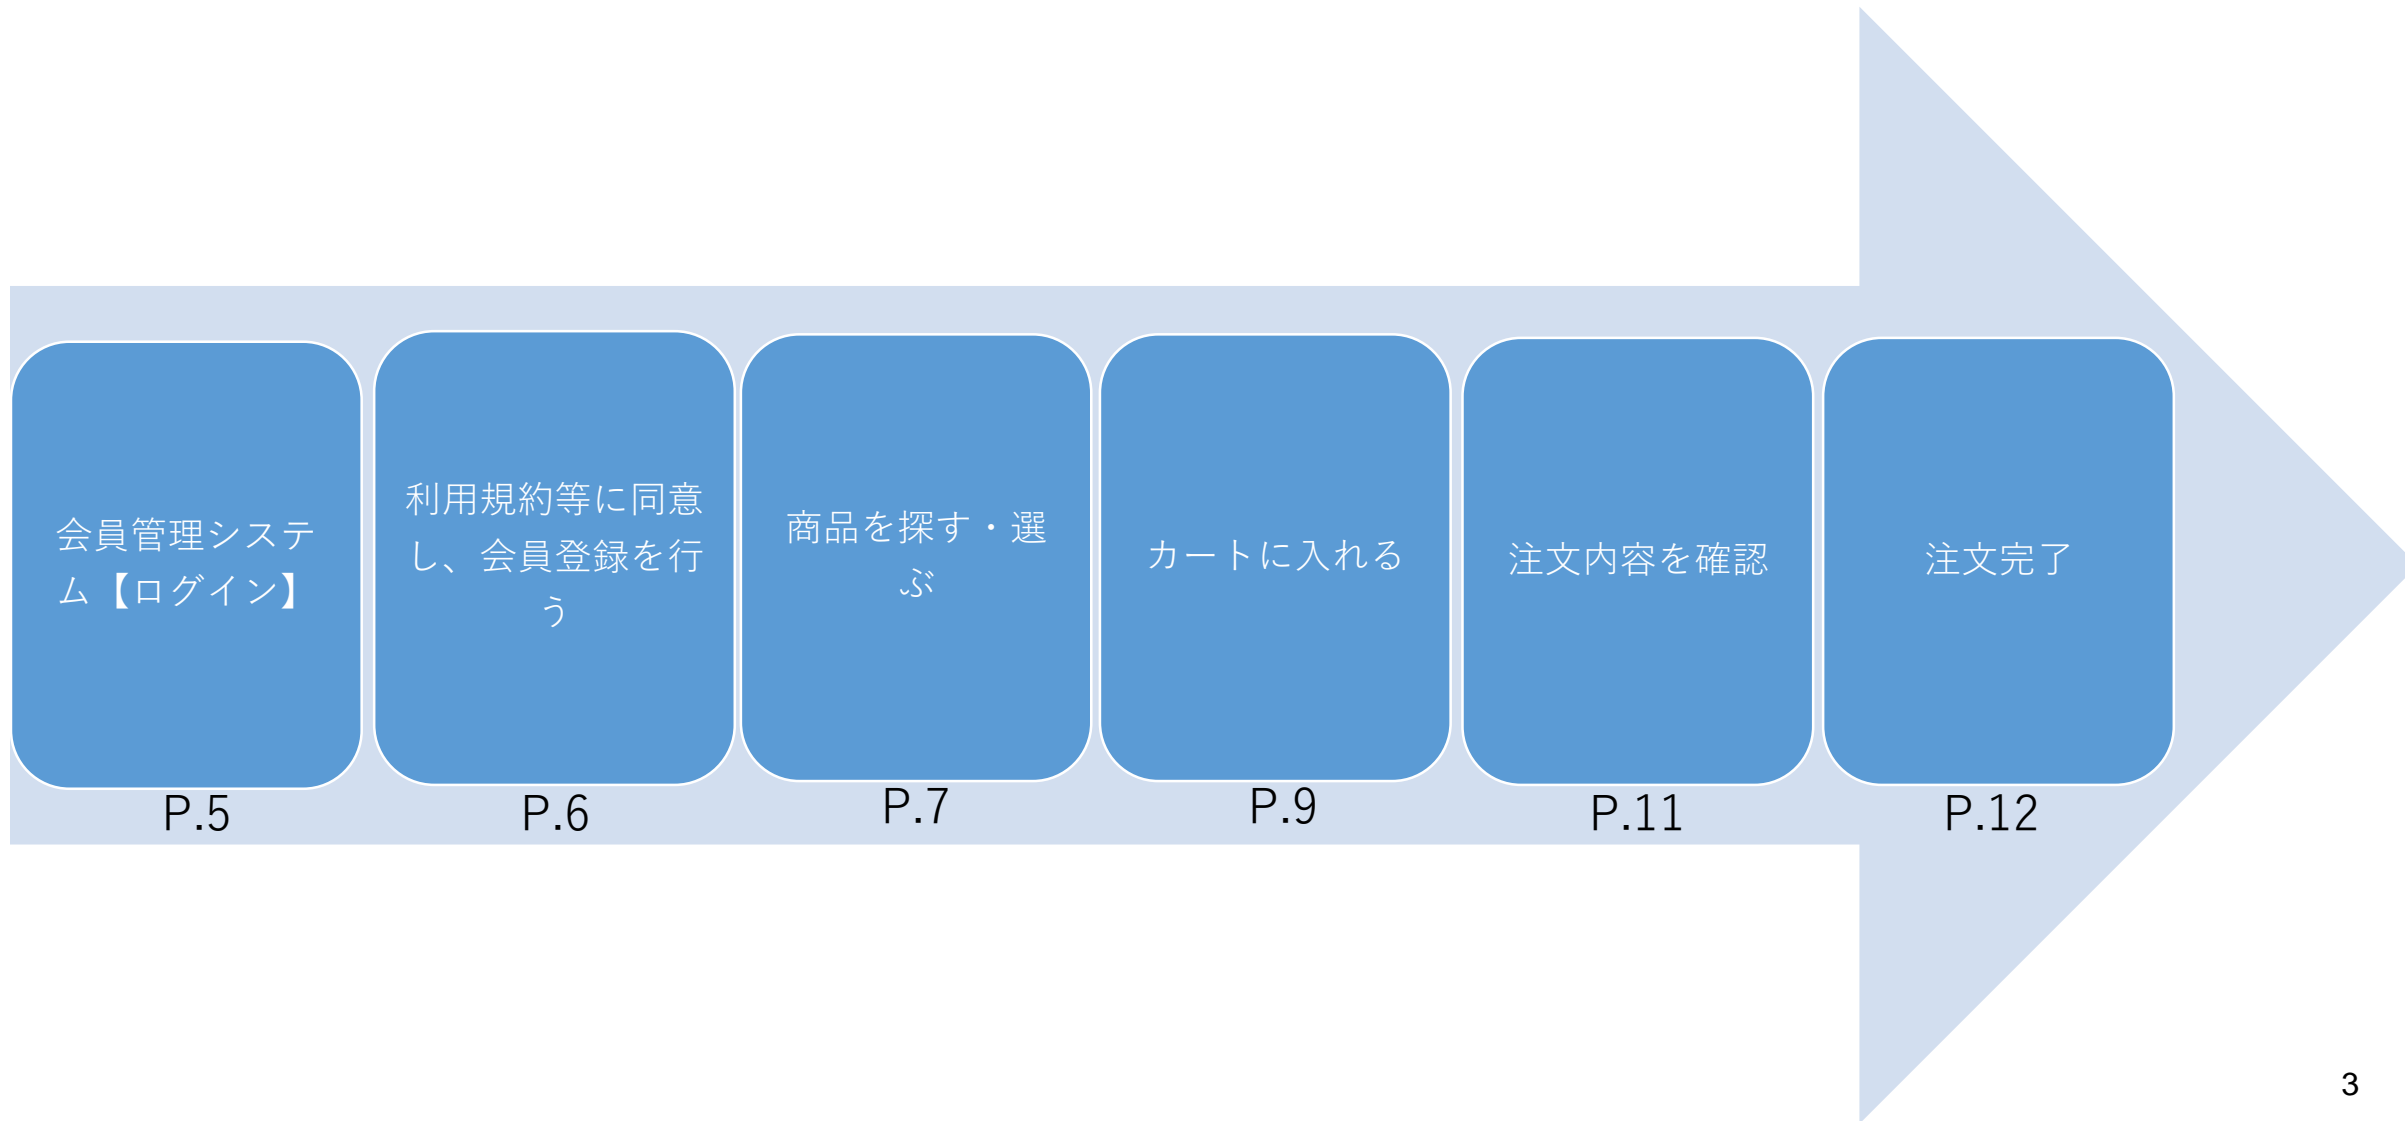 会員管理システ
ム【ログイン】
P.5
利用規約等に同意
し、会員登録を行
う
P.6
商品を探す・選
ぶ
P.7
カートに入れる
P.9
注文内容を確認
P.11
注文完了
P.12
3